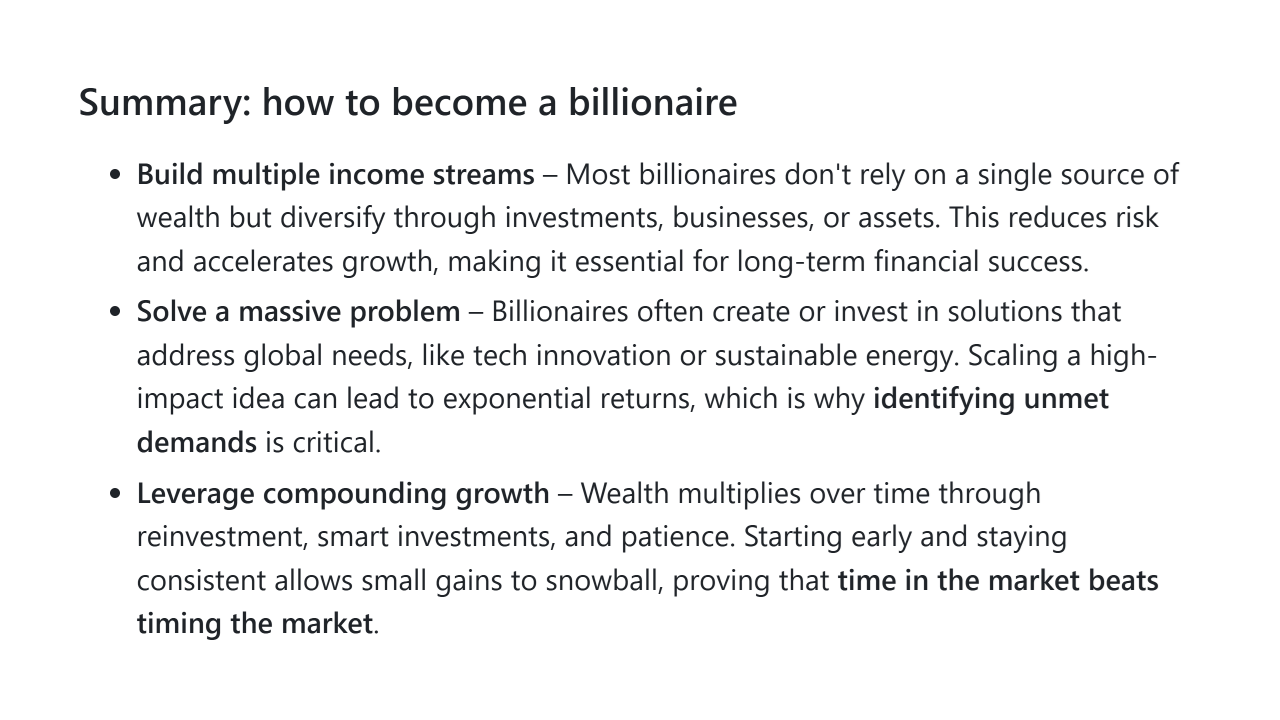 Summary: how to become a billionaire
• Build multiple income streams – Most billionaires don't rely on a single source of
wealth but diversify through investments, businesses, or assets. This reduces risk
and accelerates growth, making it essential for long-term financial success.
• Solve a massive problem – Billionaires often create or invest in solutions that
address global needs, like tech innovation or sustainable energy. Scaling a high-
impact idea can lead to exponential returns, which is why identifying unmet
demands is critical.
• Leverage compounding growth – Wealth multiplies over time through
reinvestment, smart investments, and patience. Starting early and staying
consistent allows small gains to snowball, proving that time in the market beats
timing the market.